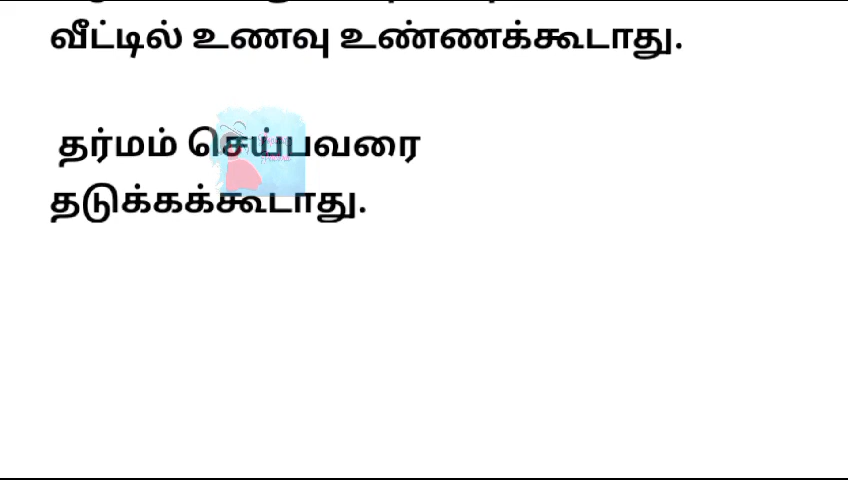 வீட்டில் உணவு உண்ணக்கூடாது.
தர்மம் செய்பவரை
தடுக்கக்கூடாது.